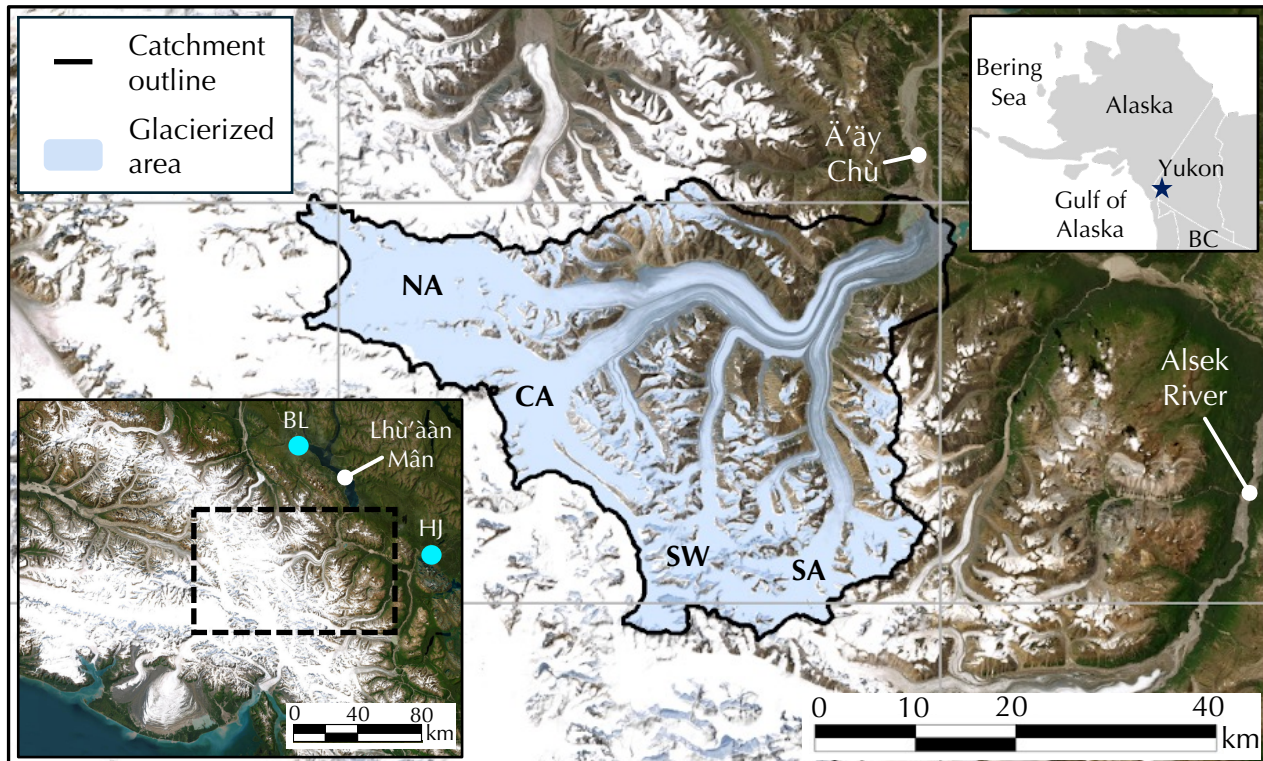 Catchment
outline
Glacierized
area
Bering
Sea
Alaska
Yukon
Gulf of
Alaska
BC
Ä'äy
Chù
NA
CA
SW
SA
Alsek
River
BL
Lhù'ààn
Mân
HJ
0 40 80
km
0 10 20 40
km